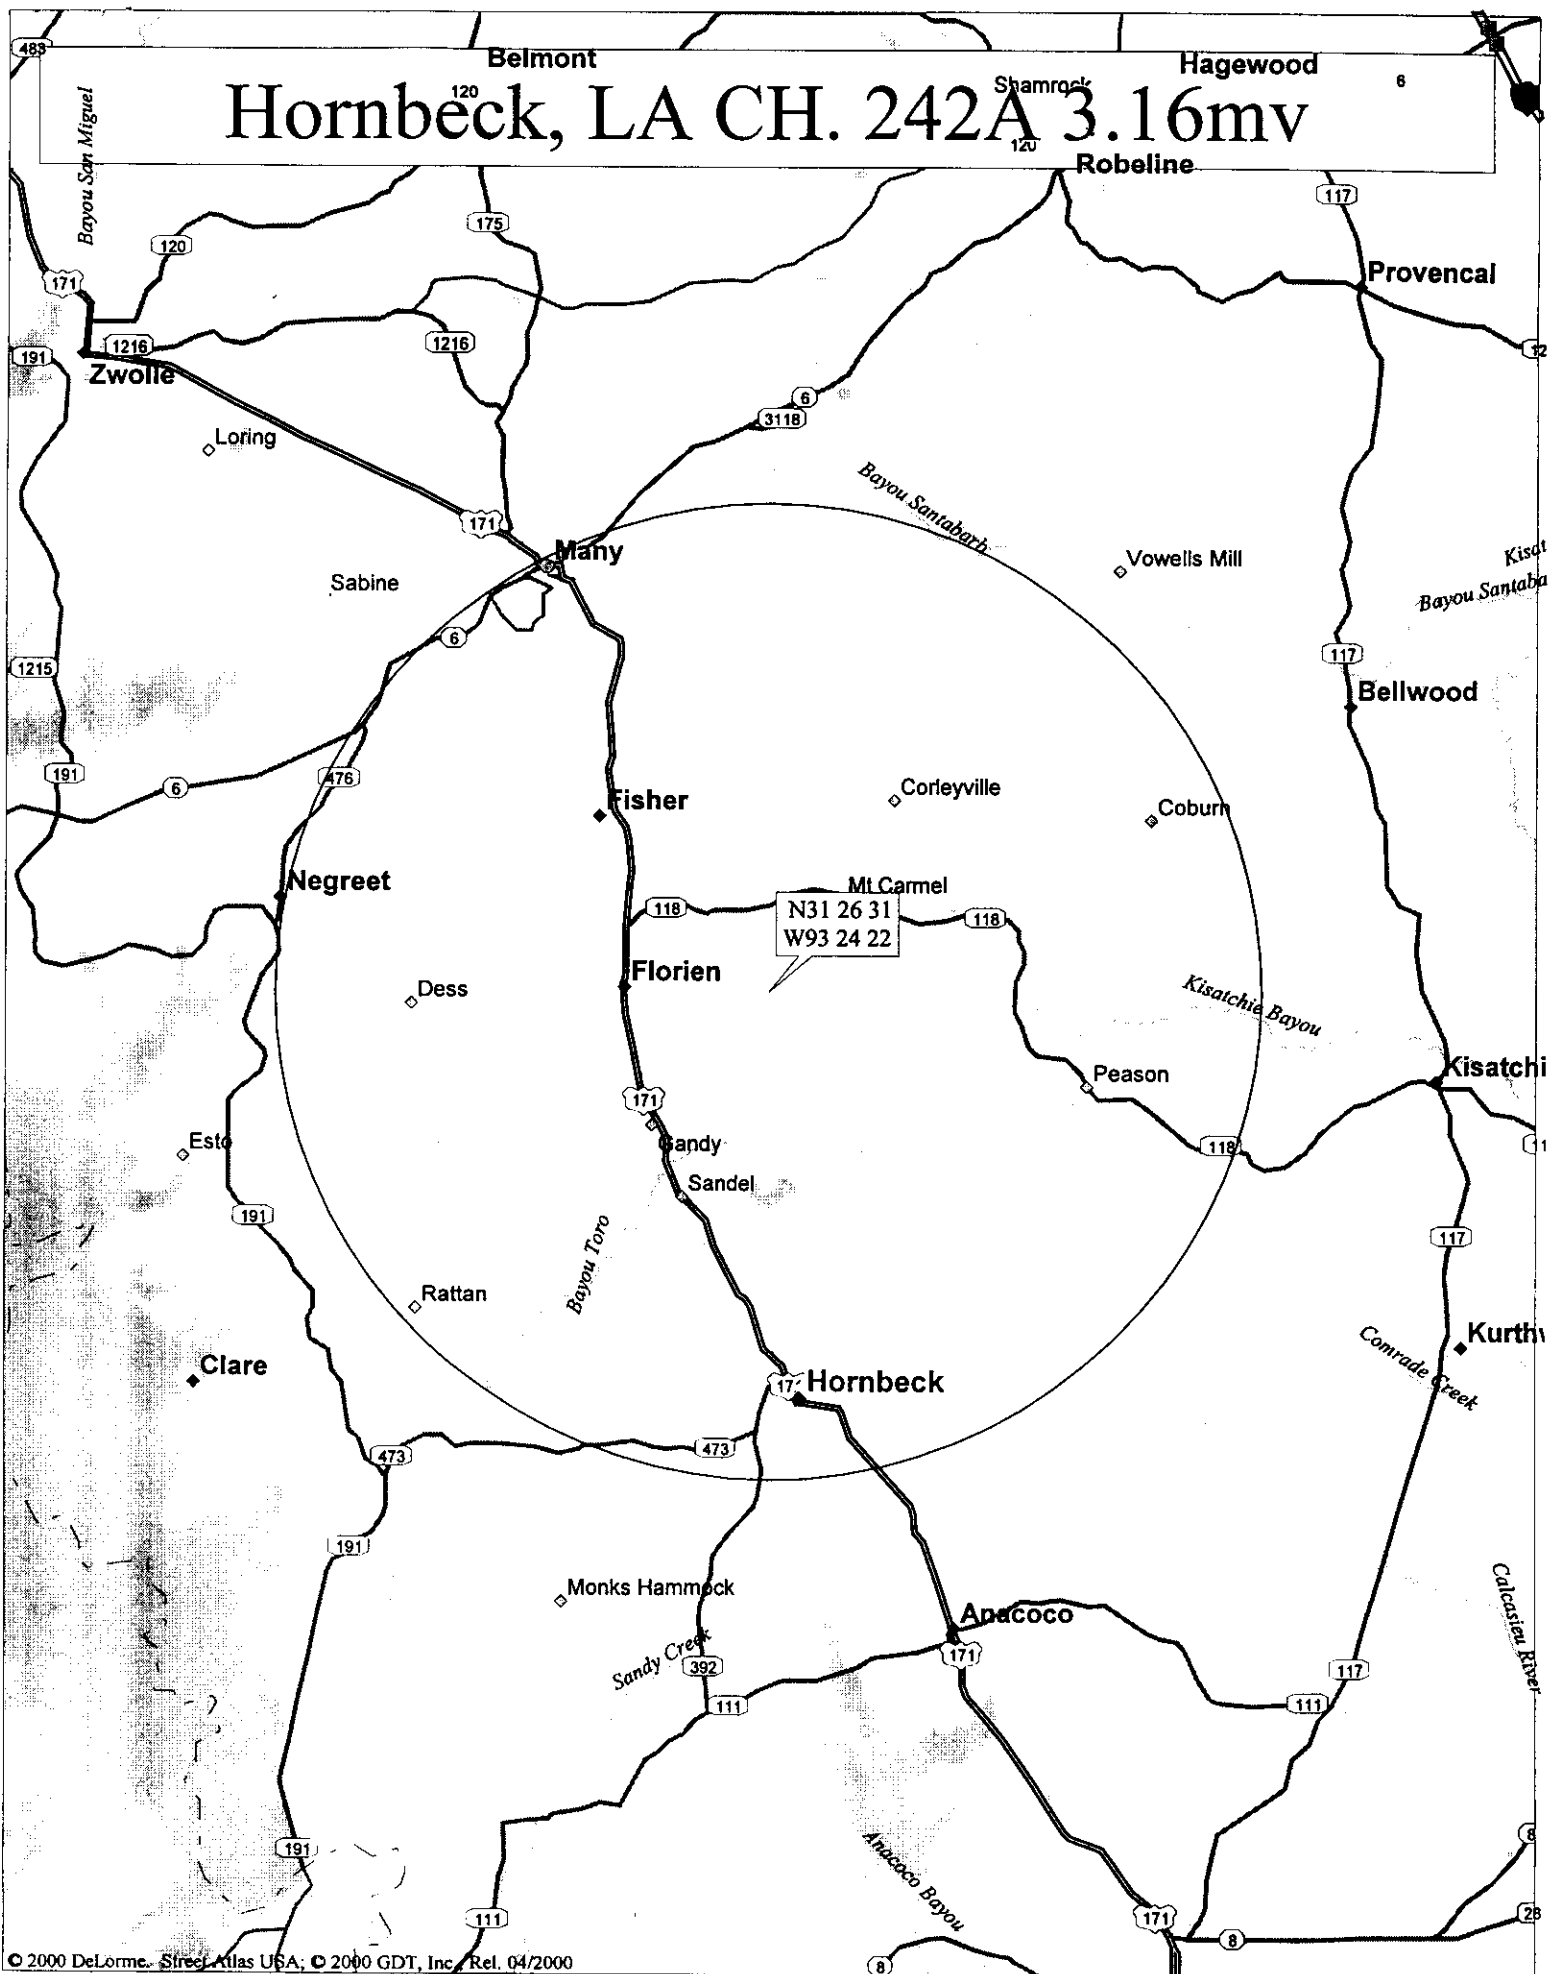 483
Belmont
Hagewood
Shamrock
6
120
Hornbeck, LA CH. 242A 3.16mv
120
Robeline
Bayou San Miguel
117
175
120
171
Provencal
1216
1216
191
Zwolle
6
3118
Loring
Bayou Santabarb
171
Many
Vowells Mill
Sabine
6
117
1215
Bellwood
191
476
6
Fisher
Corleyville
Coburn
Negreet
Mt Carmel
118
N31 26 31
W93 24 22
118
Florien
Dess
Kisatchie Bayou
Peason
Kisatchi
171
Gandy
118
Esto
Sandel
191
117
Bayou Toro
Rattan
Comrade Creek
Clare
Hornbeck
473
473
191
Monks Hammock
Anacoco
Calcasieu River
Sandy Creek
171
392
117
111
111
191
8
Anacoco Bayou
111
171
28
8
8
© 2000 DeLorme. Street Atlas USA; © 2000 GDT, Inc., Rel. 04/2000